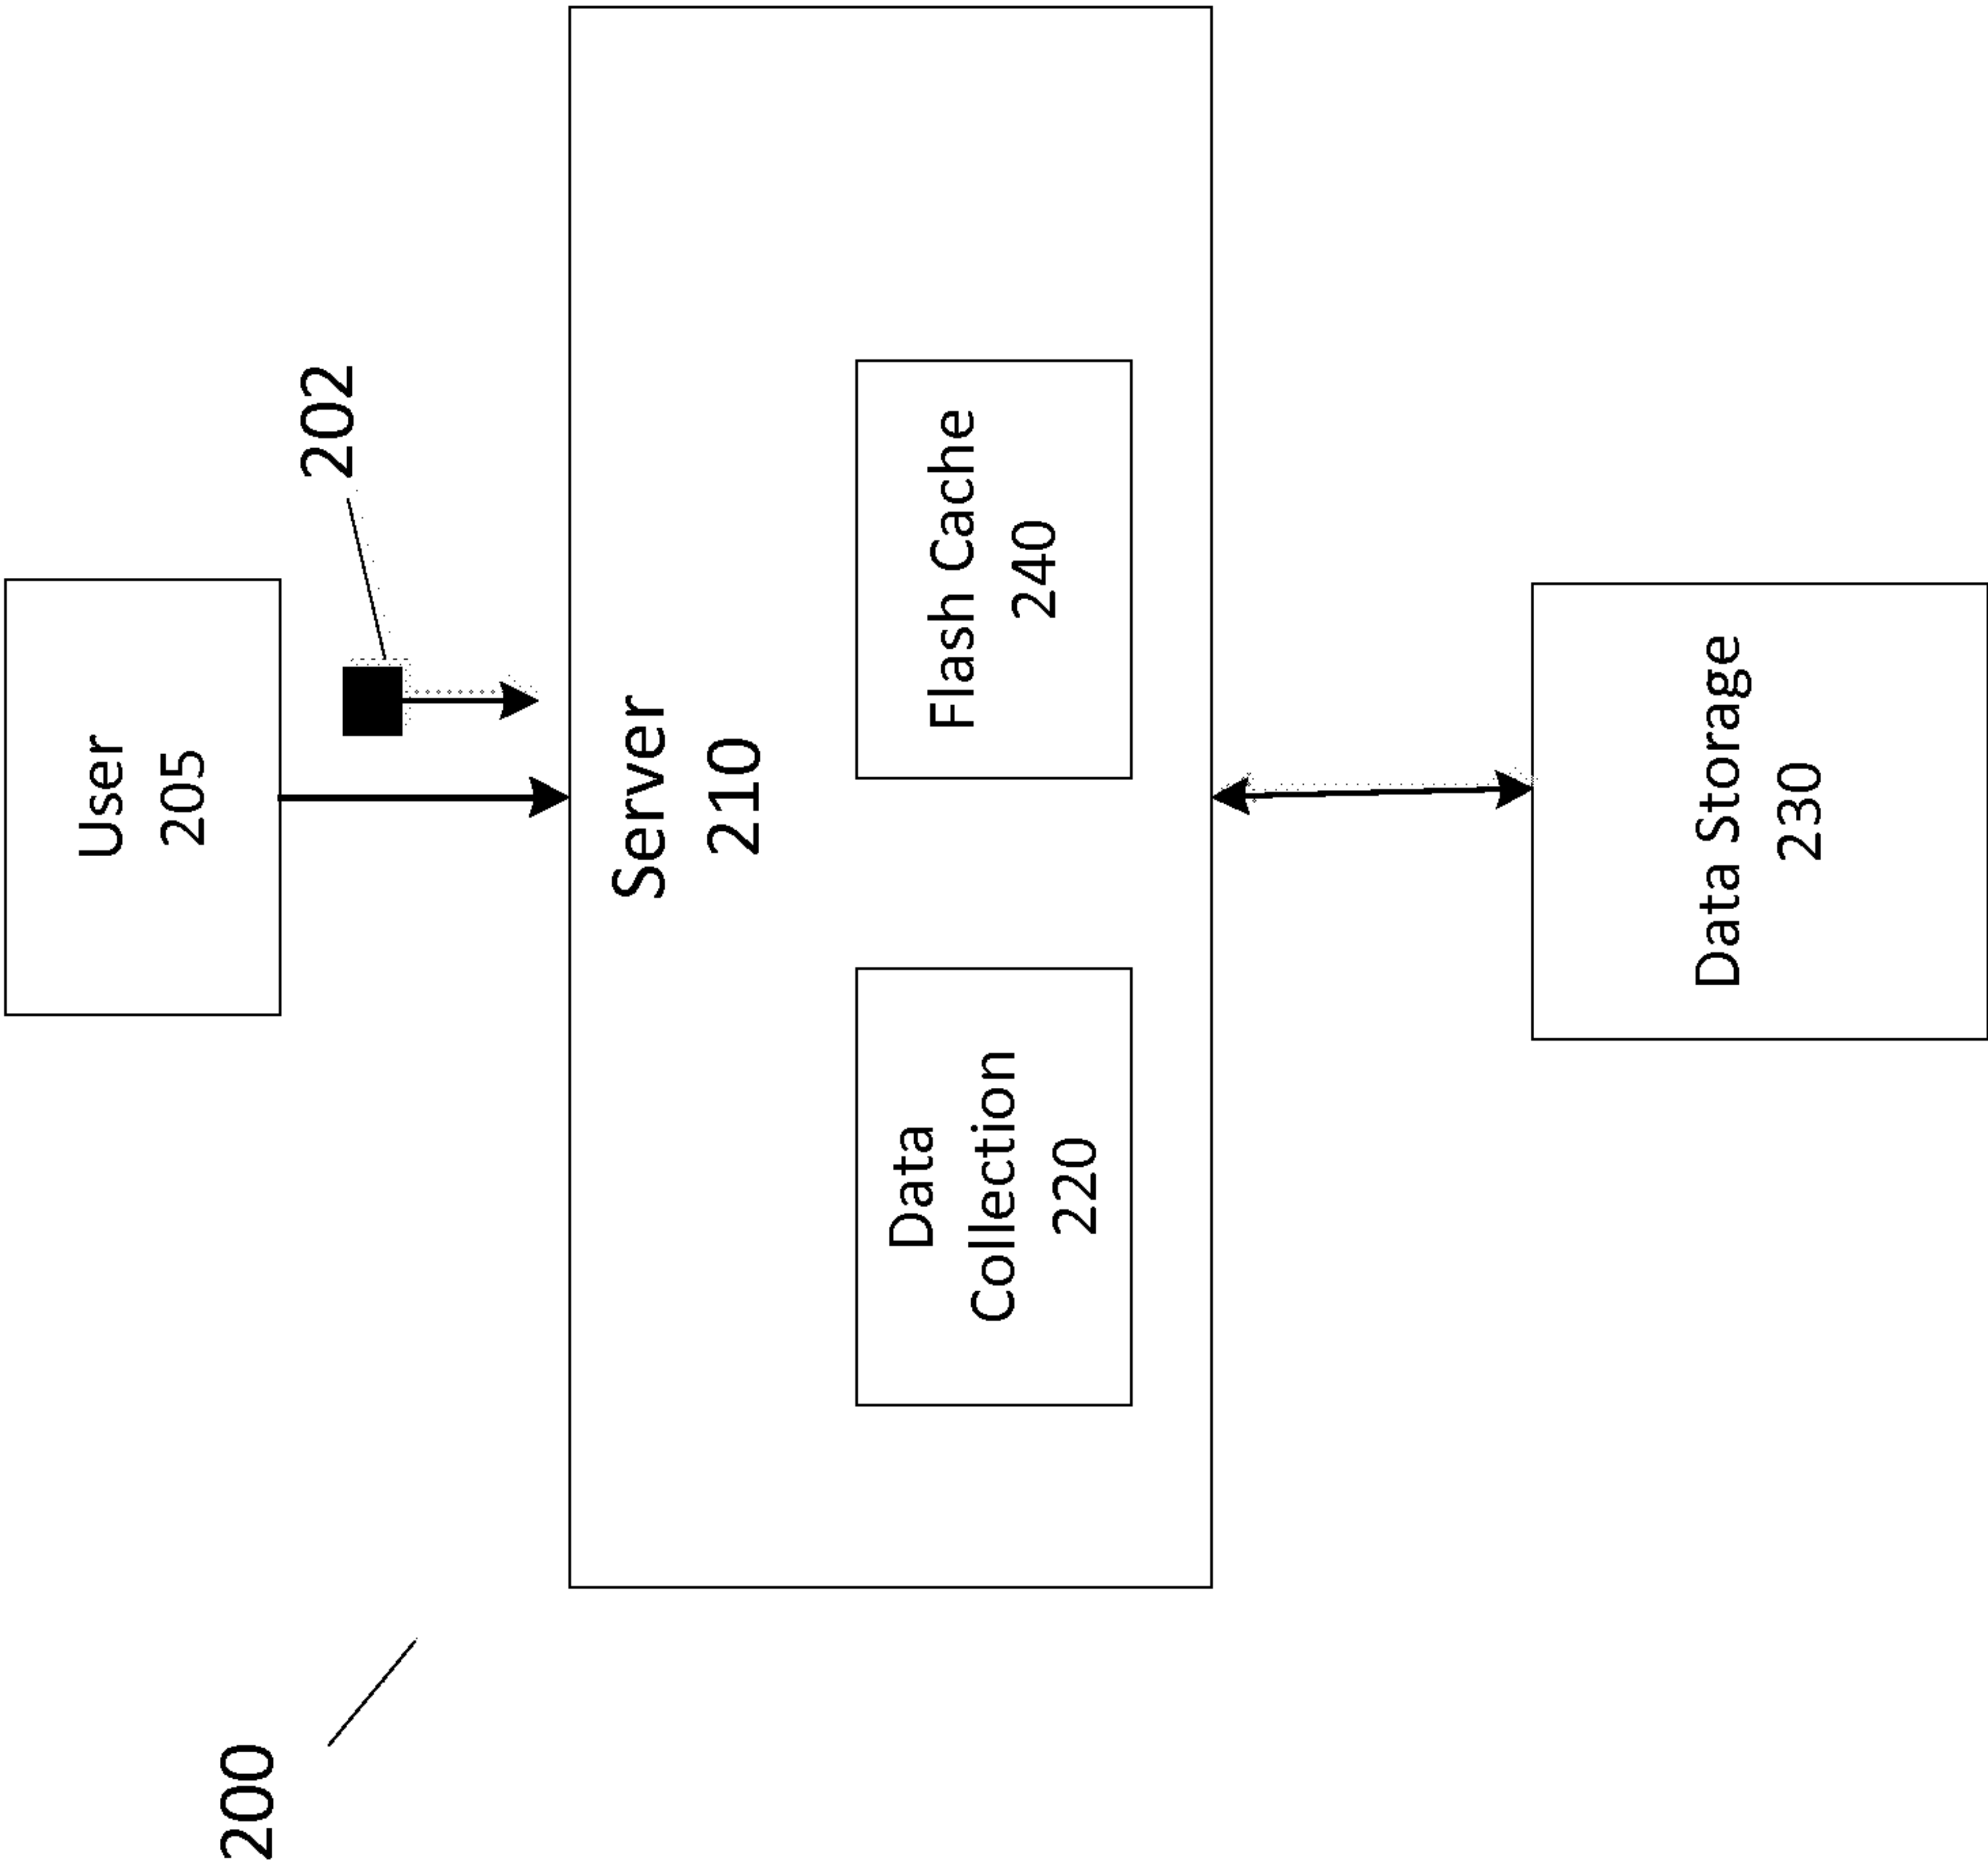 200
User
205
202
Server
210
Data
Collection
220
Flash Cache
240
Data Storage
230